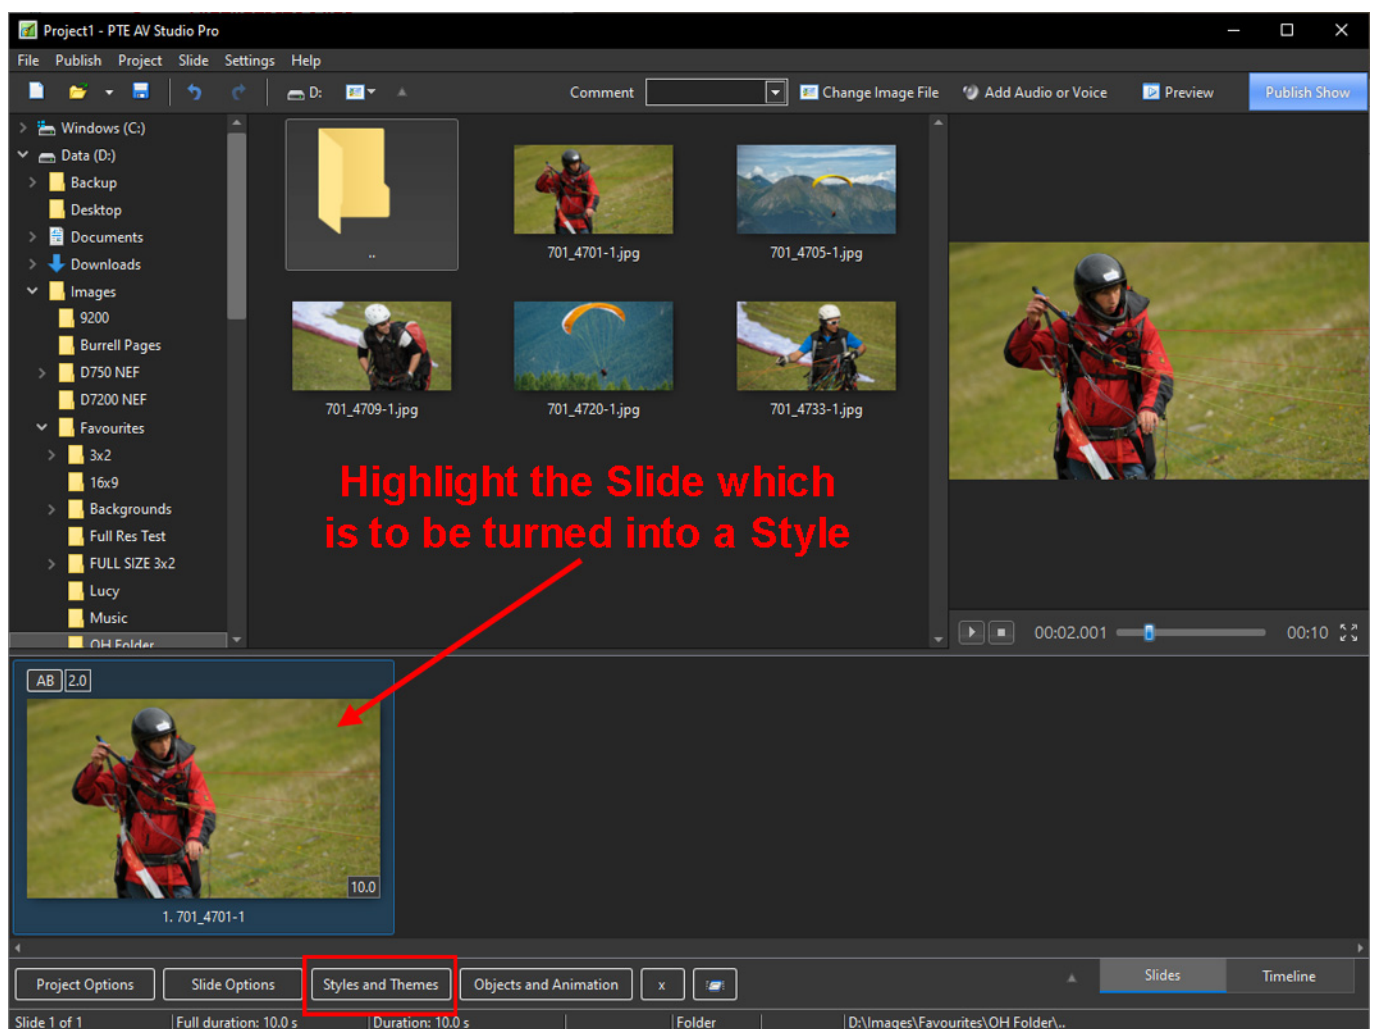 Project1 - PTE AV Studio Pro
File Publish Project Slide Settings Help
D: Comment Change Image File Add Audio or Voice Preview Publish Show
Windows (C:)
Data (D:)
Backup
Desktop
Documents
Downloads
Images
9200
Burrell Pages
D750 NEF
D7200 NEF
Favourites
3x2
16x9
Backgrounds
Full Res Test
FULL SIZE 3x2
Lucy
Music
OH Folder
..
701_4701-1.jpg
701_4705-1.jpg
701_4709-1.jpg
701_4720-1.jpg
701_4733-1.jpg
Highlight the Slide which
is to be turned into a Style
00:02.001 00:10
AB 2.0
10.0
1. 701_4701-1
Project Options Slide Options Styles and Themes Objects and Animation x Slides Timeline
Slide 1 of 1 Full duration: 10.0 s Duration: 10.0 s Folder D:\Images\Favourites\OH Folder\..